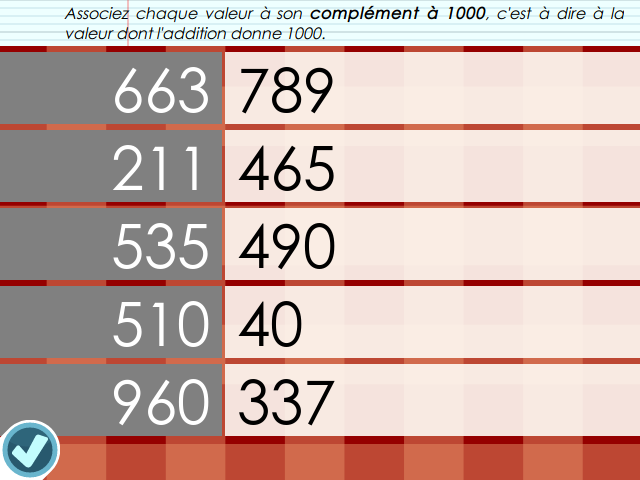 Associez chaque valeur à son complément à 1000, c'est à dire à la
valeur dont l'addition donne 1000.
663 789
211 465
535 490
510 40
960 337